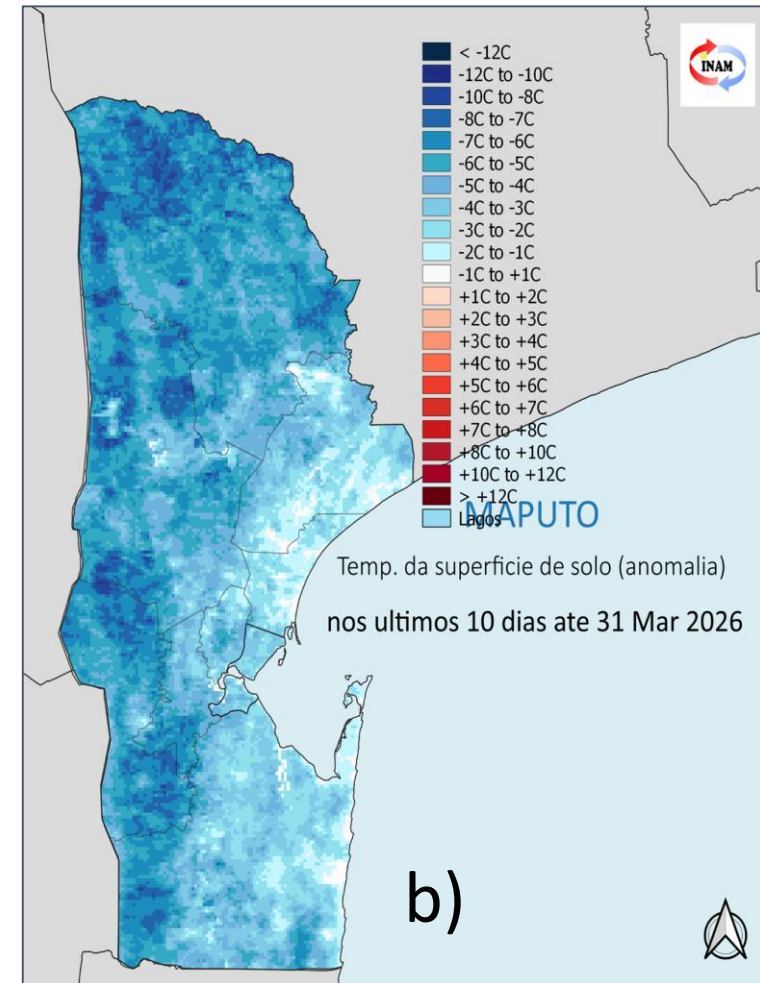 < -12C
-12C to -10C
-10C to -8C
-8C to -7C
-7C to -6C
-6C to -5C
-5C to -4C
-4C to -3C
-3C to -2C
-2C to -1C
-1C to +1C
+1C to +2C
+2C to +3C
+3C to +4C
+4C to +5C
+5C to +6C
+6C to +7C
+7C to +8C
+8C to +10C
+10C to +12C
> +12C
Lagos
INAM
MAPUTO
Temp. da superficie de solo (anomalia)
nos ultimos 10 dias ate 31 Mar 2026
b)